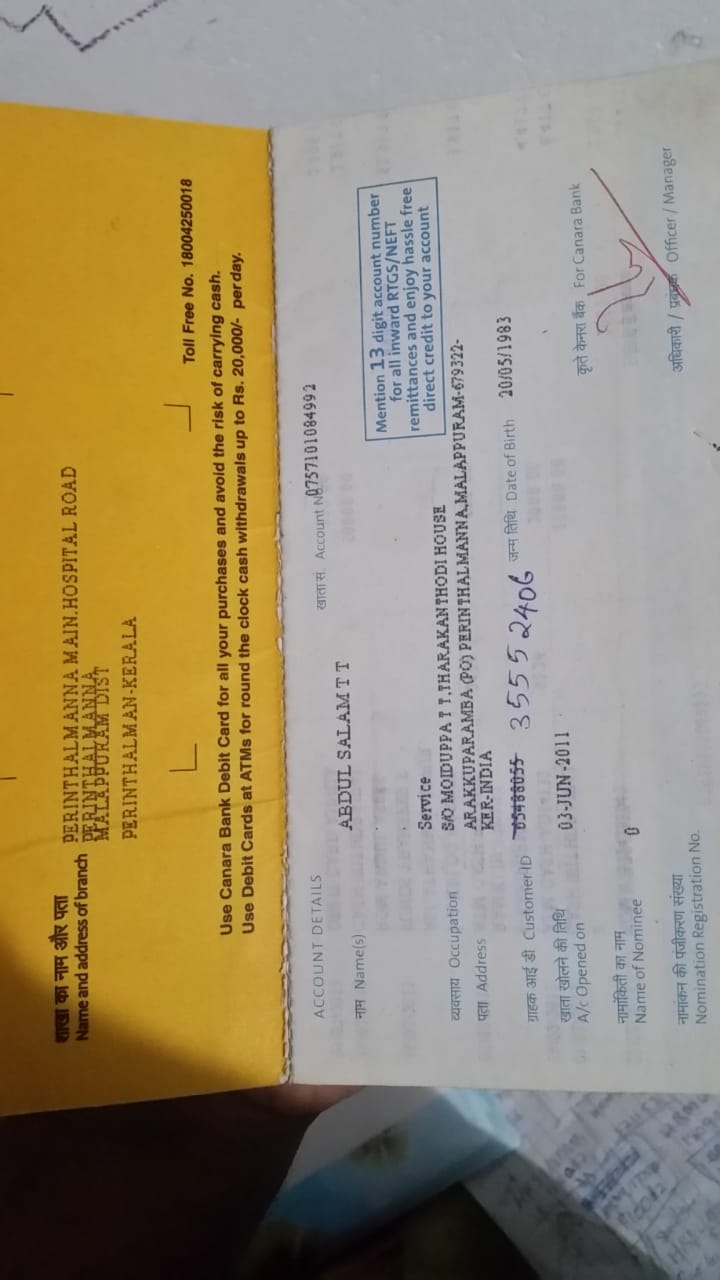 शाखा का नाम और पता
Name and address of branch PERINTHALMANNA MAIN.HOSPITAL ROAD
PERINTHALMANNA
MALAPPURAM DIST
PERINTHALMAN-KERALA
Toll Free No. 18004250018
Use Canara Bank Debit Card for all your purchases and avoid the risk of carrying cash.
Use Debit Cards at ATMs for round the clock cash withdrawals up to Rs. 20,000/- per day.
ACCOUNT DETAILS
खाता सं. Account No. 0757101084992
नाम Name(s) ABDUL SALAM T T
Mention 13 digit account number
for all inward RTGS/NEFT
remittances and enjoy hassle free
direct credit to your account
व्यवसाय Occupation Service
पता Address S/O MOIDUPPA T T,THARAKANTHODI HOUSE
ARAKKUPARAMBA (PO) PERINTHALMANNA,MALAPPURAM-679322-
KER-INDIA
ग्राहक आई डी Customer ID 35552406 जन्म तिथि Date of Birth 20/05/1983
खाता खोलने की तिथि
A/c Opened on 03-JUN-2011
कृते केनरा बैंक For Canara Bank
नामांकिती का नाम
Name of Nominee 0
अधिकारी / प्रबंधक Officer / Manager
नामांकन की पंजीकरण संख्या
Nomination Registration No.